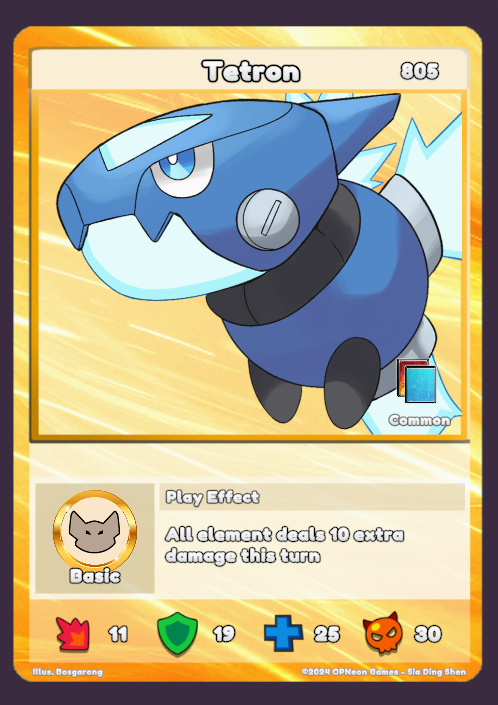 Tetron 805
Common
Play Effect
All element deals 10 extra
damage this turn
Basic
11 19 25 30
Illus. Bosgarong ©2024 OPNeon Games - Sia Ding Shen